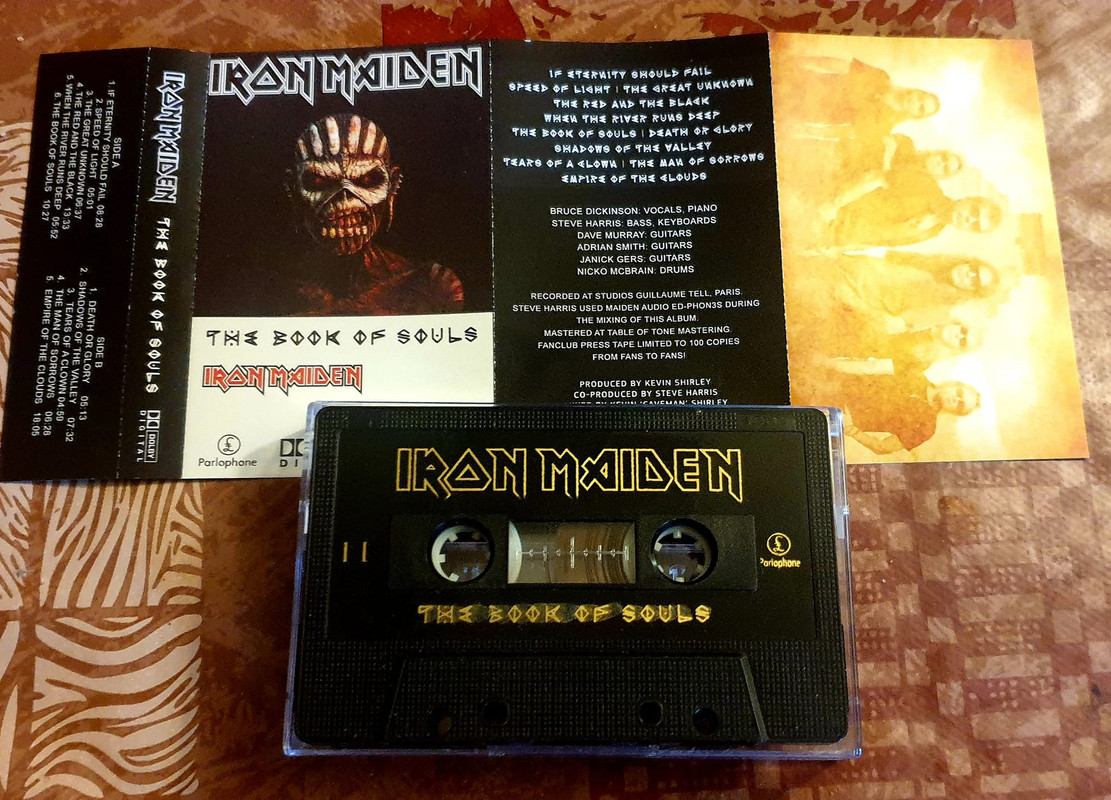 SIDE A
1. IF ETERNITY SHOULD FAIL 08:28
2. SPEED OF LIGHT 05:01
3. THE GREAT UNKNOWN 06:37
4. THE RED AND THE BLACK 13:33
5. WHEN THE RIVER RUNS DEEP 05:52
6. THE BOOK OF SOULS 10:27
SIDE B
1. DEATH OR GLORY 05:13
2. SHADOWS OF THE VALLEY 07:32
3. TEARS OF A CLOWN 04:59
4. THE MAN OF SORROWS 06:28
5. EMPIRE OF THE CLOUDS 18:05
IRON MAIDEN THE BOOK OF SOULS
DOLBY
DIGITAL
IRON MAIDEN
THE BOOK OF SOULS
IRON MAIDEN
Parlophone
DI
IF ETERNITY SHOULD FAIL
SPEED OF LIGHT | THE GREAT UNKNOWN
THE RED AND THE BLACK
WHEN THE RIVER RUNS DEEP
THE BOOK OF SOULS | DEATH OR GLORY
SHADOWS OF THE VALLEY
TEARS OF A CLOWN | THE MAN OF SORROWS
EMPIRE OF THE CLOUDS
BRUCE DICKINSON: VOCALS, PIANO
STEVE HARRIS: BASS, KEYBOARDS
DAVE MURRAY: GUITARS
ADRIAN SMITH: GUITARS
JANICK GERS: GUITARS
NICKO MCBRAIN: DRUMS
RECORDED AT STUDIOS GUILLAUME TELL, PARIS.
STEVE HARRIS USED MAIDEN AUDIO ED-PHON3S DURING
THE MIXING OF THIS ALBUM.
MASTERED AT TABLE OF TONE MASTERING.
FANCLUB PRESS TAPE LIMITED TO 100 COPIES
FROM FANS TO FANS!
PRODUCED BY KEVIN SHIRLEY
CO-PRODUCED BY STEVE HARRIS
BY KEVIN 'CAVEMAN' SHIRLEY
IRON MAIDEN
II
Parlophone
THE BOOK OF SOULS